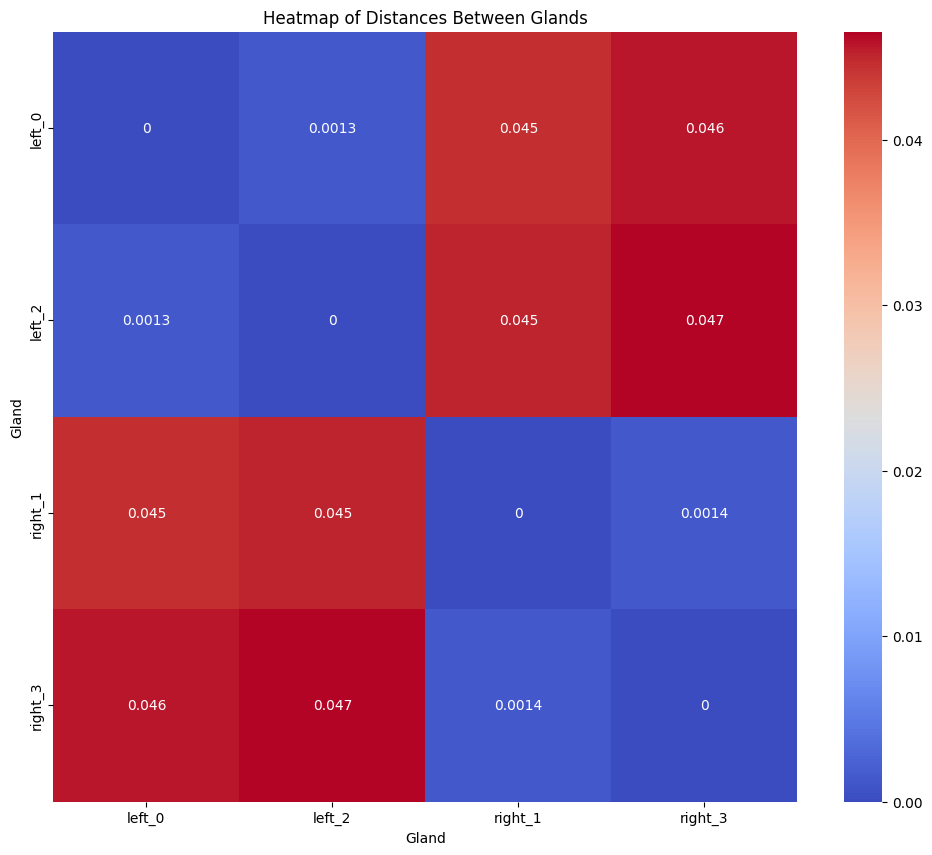 Heatmap of Distances Between Glands
left_0
0
0.0013
0.045
0.046
left_2
0.0013
0
0.045
0.047
right_1
0.045
0.045
0
0.0014
right_3
0.046
0.047
0.0014
0
Gland
left_0
left_2
right_1
right_3
Gland
0.04
0.03
0.02
0.01
0.00